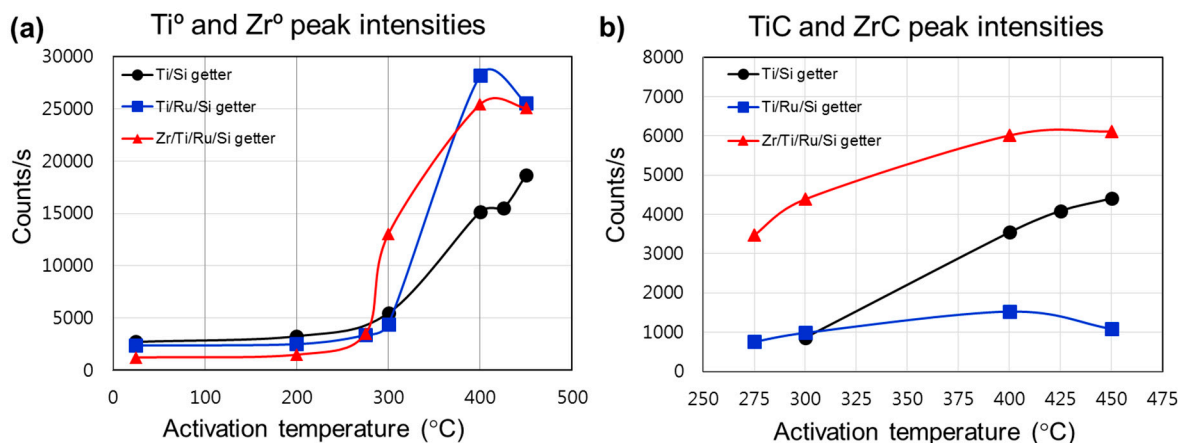 (a)
Tiº and Zrº peak intensities
30000
25000
20000
15000
10000
5000
0
Counts/s
Ti/Si getter
Ti/Ru/Si getter
Zr/Ti/Ru/Si getter
0 100 200 300 400 500
Activation temperature (°C)
b)
TiC and ZrC peak intensities
8000
7000
6000
5000
4000
3000
2000
1000
0
Counts/s
Ti/Si getter
Ti/Ru/Si getter
Zr/Ti/Ru/Si getter
250 275 300 325 350 375 400 425 450 475
Activation temperature (°C)